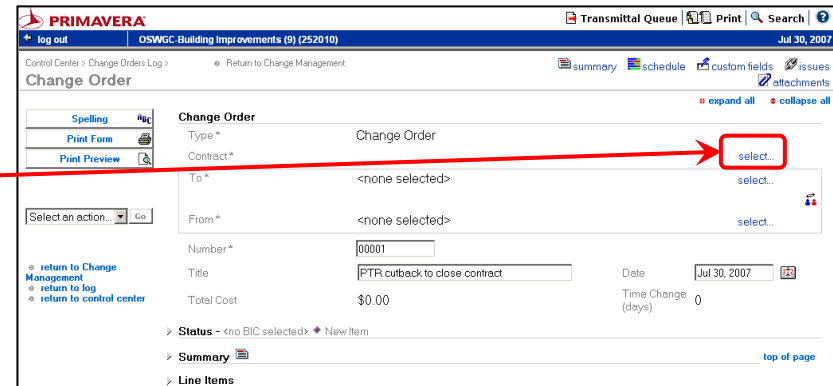 PRIMAVERA
Transmittal Queue Print Search ?
log out OSWGC-Building Improvements (9) (252010) Jul 30, 2007
Control Center > Change Orders Log > Return to Change Management
summary schedule custom fields issues
Change Order
attachments
expand all collapse all
Spelling ABC
Change Order
Print Form
Type * Change Order
Print Preview
Contract * select...
To * <none selected> select...
Select an action... Go
From * <none selected> select...
Number * 00001
return to Change Management
return to log
return to control center
Title PTR cutback to close contract Date Jul 30, 2007
Total Cost $0.00 Time Change (days) 0
Status - <no BIC selected> New Item
Summary top of page
Line Items